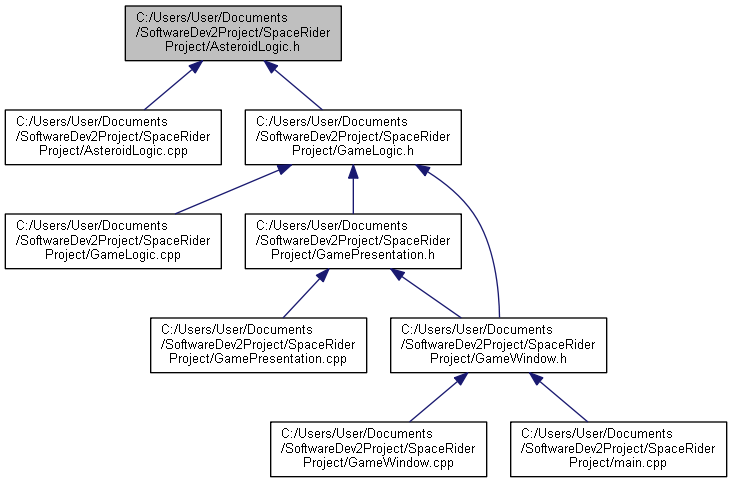 C:/Users/User/Documents
/SoftwareDev2Project/SpaceRider
Project/AsteroidLogic.h
C:/Users/User/Documents
/SoftwareDev2Project/SpaceRider
Project/AsteroidLogic.cpp
C:/Users/User/Documents
/SoftwareDev2Project/SpaceRider
Project/GameLogic.h
C:/Users/User/Documents
/SoftwareDev2Project/SpaceRider
Project/GameLogic.cpp
C:/Users/User/Documents
/SoftwareDev2Project/SpaceRider
Project/GamePresentation.h
C:/Users/User/Documents
/SoftwareDev2Project/SpaceRider
Project/GamePresentation.cpp
C:/Users/User/Documents
/SoftwareDev2Project/SpaceRider
Project/GameWindow.h
C:/Users/User/Documents
/SoftwareDev2Project/SpaceRider
Project/GameWindow.cpp
C:/Users/User/Documents
/SoftwareDev2Project/SpaceRider
Project/main.cpp